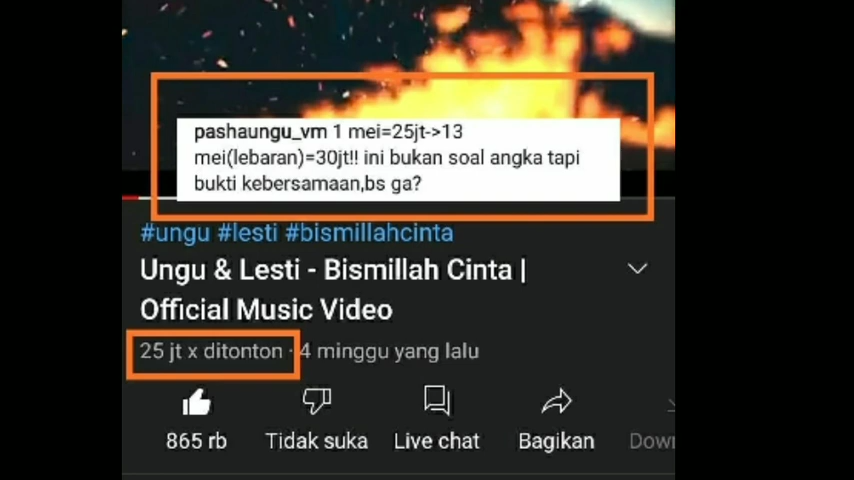 pashaungu_vm 1 mei=25jt->13
mei(lebaran)=30jt!! ini bukan soal angka tapi
bukti kebersamaan,bs ga?
#ungu #lesti #bismillahcinta
Ungu & Lesti - Bismillah Cinta |
Official Music Video
25 jt x ditonton · 4 minggu yang lalu
865 rb Tidak suka Live chat Bagikan Down